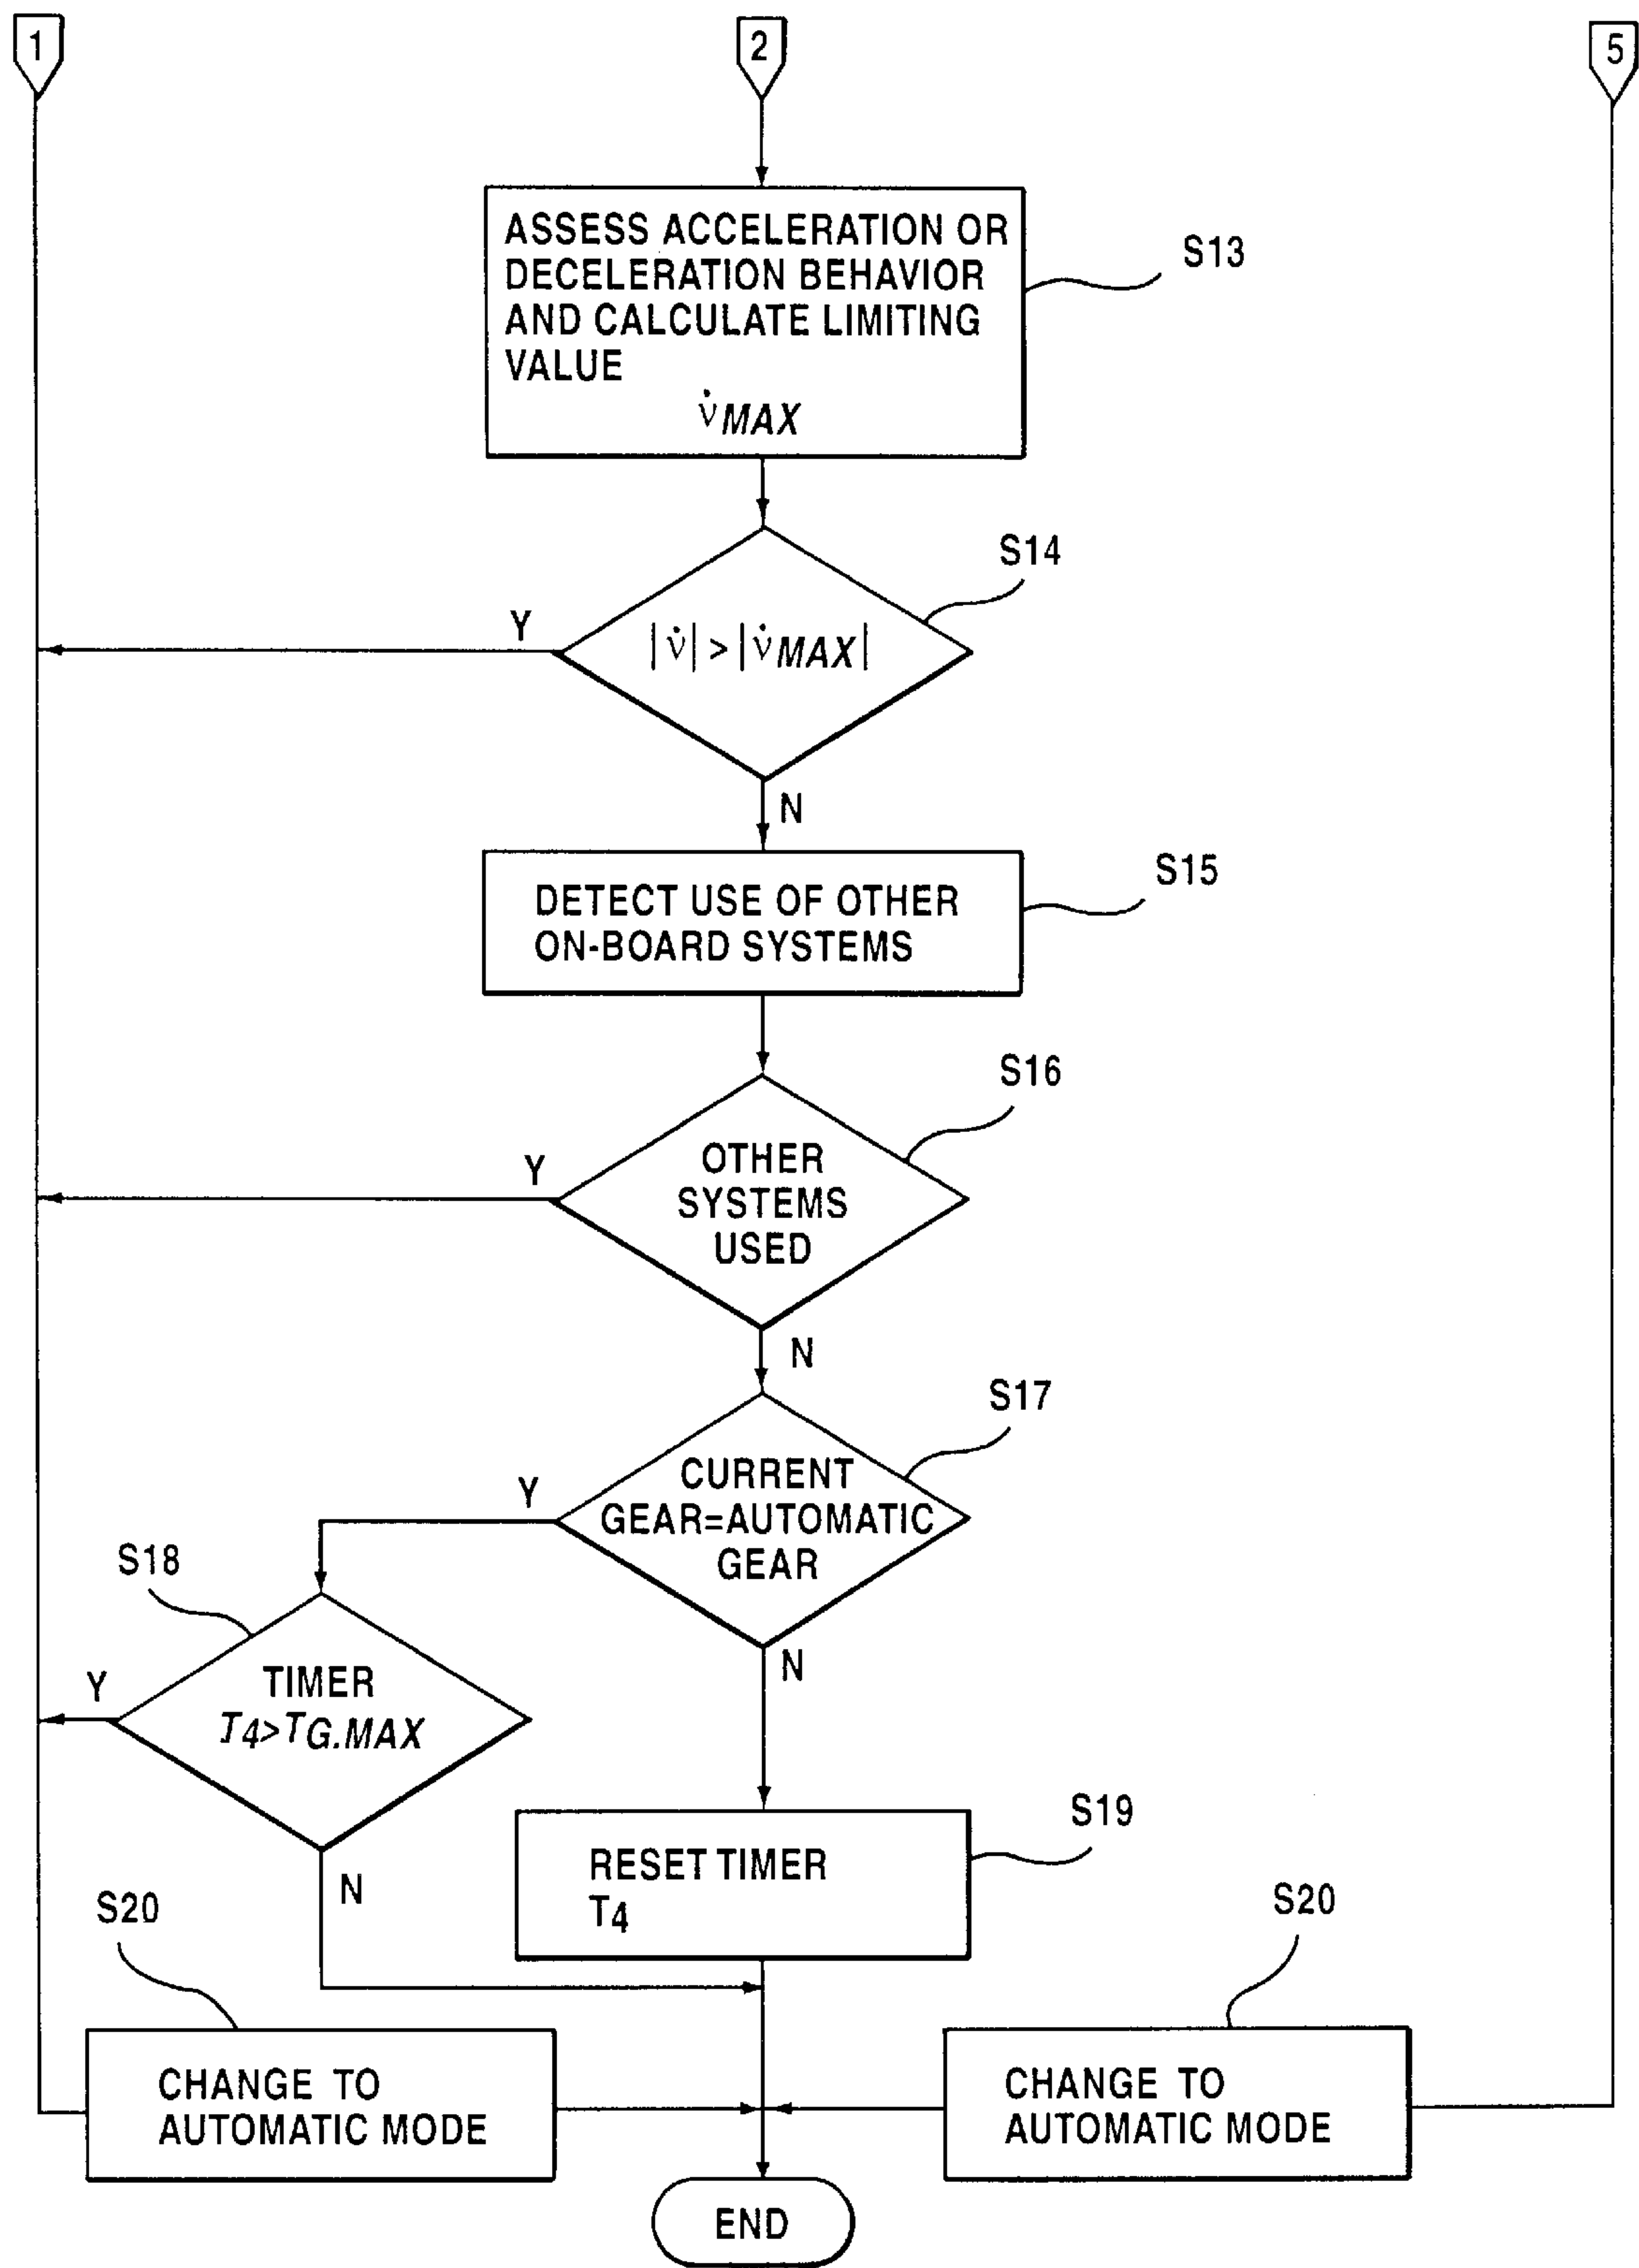 1
2
5
ASSESS ACCELERATION OR
DECELERATION BEHAVIOR
AND CALCULATE LIMITING
VALUE
v̇MAX
S13
S14
Y
|v̇| > |v̇MAX|
N
DETECT USE OF OTHER
ON-BOARD SYSTEMS
S15
S16
Y
OTHER
SYSTEMS
USED
N
S17
Y
CURRENT
GEAR=AUTOMATIC
GEAR
N
S18
Y
TIMER
T4>TG.MAX
N
S19
RESET TIMER
T4
S20
CHANGE TO
AUTOMATIC MODE
S20
CHANGE TO
AUTOMATIC MODE
END